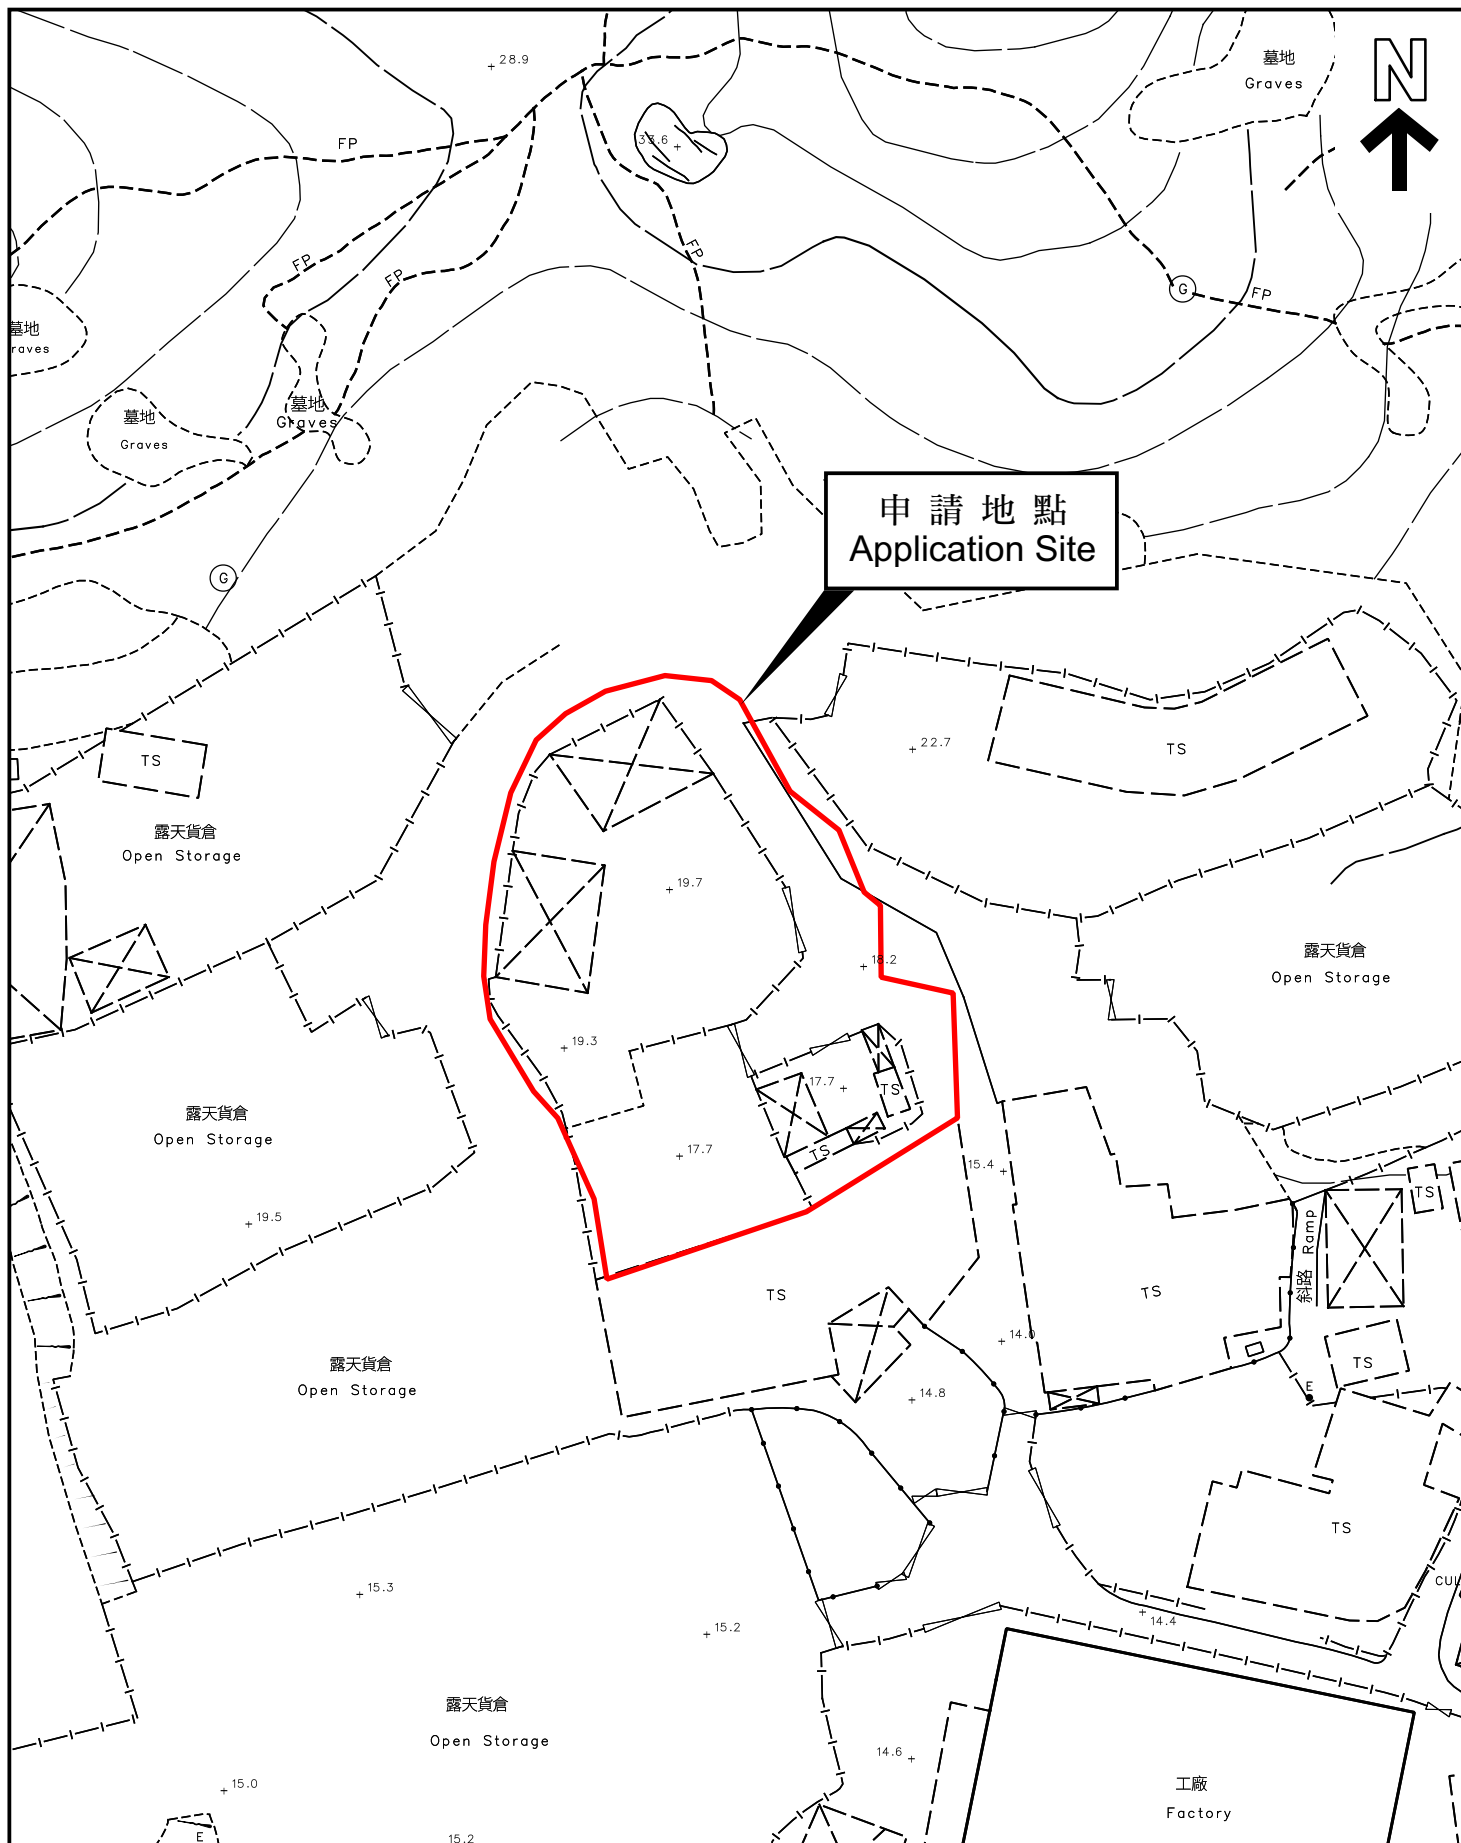 28.9
墓地
Graves
N
FP
33.6
FP
FP
FP
G
FP
墓地
raves
墓地
Graves
墓地
Graves
申請地點
Application Site
G
22.7
TS
TS
露天貨倉
Open Storage
19.7
18.2
露天貨倉
Open Storage
19.3
17.7
TS
露天貨倉
Open Storage
17.7
TS
15.4
TS
19.5
斜路 Ramp
TS
TS
14.0
露天貨倉
Open Storage
14.8
TS
E
TS
CUL
15.3
15.2
14.4
露天貨倉
Open Storage
14.6
15.0
工廠
Factory
E
15.2